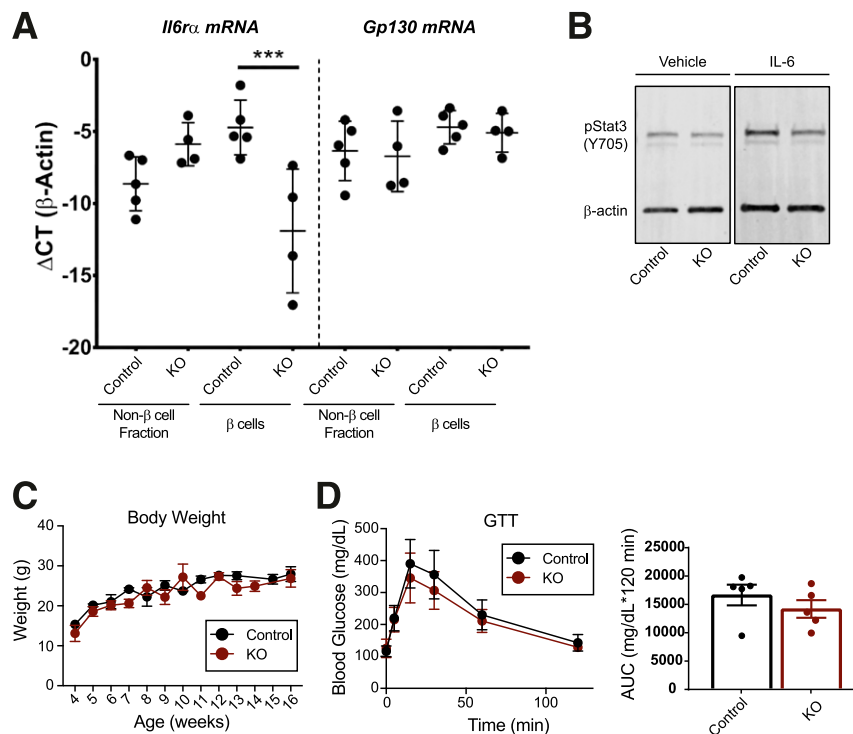 A
Il6rα mRNA
Gp130 mRNA
***
ΔCT (β-Actin)
0
-5
-10
-15
-20
Control
KO
Control
KO
Control
KO
Control
KO
Non-β cell
Fraction
β cells
Non-β cell
Fraction
β cells
B
Vehicle
IL-6
pStat3
(Y705)
β-actin
Control
KO
Control
KO
C
Body Weight
Weight (g)
40
30
20
10
0
Control
KO
4
5
6
7
8
9
10
11
12
13
14
15
16
Age (weeks)
D
GTT
Blood Glucose (mg/dL)
500
400
300
200
100
0
Control
KO
0
50
100
Time (min)
AUC (mg/dL*120 min)
25000
20000
15000
10000
5000
0
Control
KO